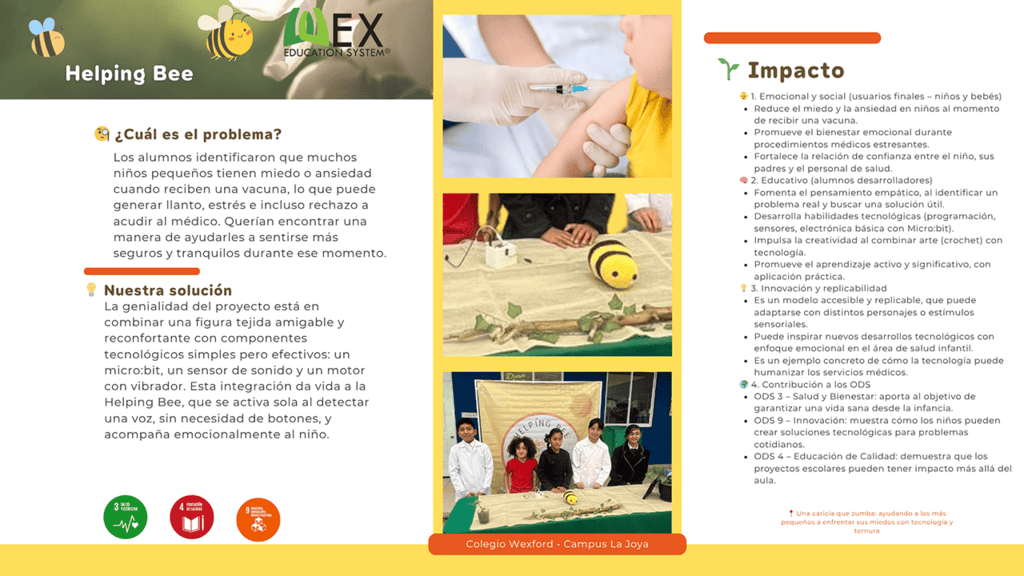 WEX
EDUCATION SYSTEM®
Helping Bee
¿Cuál es el problema?
Los alumnos identificaron que muchos
niños pequeños tienen miedo o ansiedad
cuando reciben una vacuna, lo que puede
generar llanto, estrés e incluso rechazo a
acudir al médico. Querían encontrar una
manera de ayudarles a sentirse más
seguros y tranquilos durante ese momento.
Nuestra solución
La genialidad del proyecto está en
combinar una figura tejida amigable y
reconfortante con componentes
tecnológicos simples pero efectivos: un
micro:bit, un sensor de sonido y un motor
con vibrador. Esta integración da vida a la
Helping Bee, que se activa sola al detectar
una voz, sin necesidad de botones, y
acompaña emocionalmente al niño.
3 SALUD Y BIENESTAR
4 EDUCACIÓN DE CALIDAD
9
HELPING BEE
Colegio Wexford - Campus La Joya
Impacto
1. Emocional y social (usuarios finales – niños y bebés)
• Reduce el miedo y la ansiedad en niños al momento
de recibir una vacuna.
• Promueve el bienestar emocional durante
procedimientos médicos estresantes.
• Fortalece la relación de confianza entre el niño, sus
padres y el personal de salud.
2. Educativo (alumnos desarrolladores)
• Fomenta el pensamiento empático, al identificar un
problema real y buscar una solución útil.
• Desarrolla habilidades tecnológicas (programación,
sensores, electrónica básica con Micro:bit).
• Impulsa la creatividad al combinar arte (crochet) con
tecnología.
• Promueve el aprendizaje activo y significativo, con
aplicación práctica.
3. Innovación y replicabilidad
• Es un modelo accesible y replicable, que puede
adaptarse con distintos personajes o estímulos
sensoriales.
• Puede inspirar nuevos desarrollos tecnológicos con
enfoque emocional en el área de salud infantil.
• Es un ejemplo concreto de cómo la tecnología puede
humanizar los servicios médicos.
4. Contribución a los ODS
• ODS 3 – Salud y Bienestar: aporta al objetivo de
garantizar una vida sana desde la infancia.
• ODS 9 – Innovación: muestra cómo los niños pueden
crear soluciones tecnológicas para problemas
cotidianos.
• ODS 4 – Educación de Calidad: demuestra que los
proyectos escolares pueden tener impacto más allá del
aula.
Una caricia que zumba: ayudando a los más
pequeños a enfrentar sus miedos con tecnología y
ternura